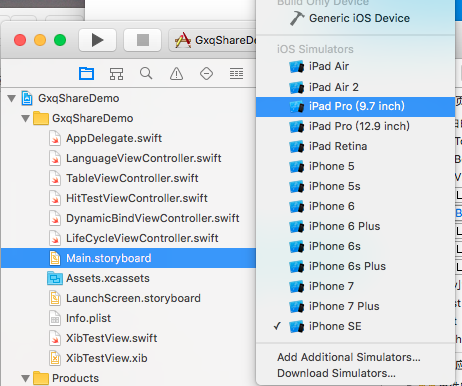 Build Only Device
Generic iOS Device
GxqShareDemo
iOS Simulators
iPad Air
iPad Air 2
iPad Pro (9.7 inch)
iPad Pro (12.9 inch)
iPad Retina
iPhone 5
iPhone 5s
iPhone 6
iPhone 6 Plus
iPhone 6s
iPhone 6s Plus
iPhone 7
iPhone 7 Plus
iPhone SE
Add Additional Simulators...
Download Simulators...
GxqShareDemo
GxqShareDemo
AppDelegate.swift
LanguageViewController.swift
TableViewController.swift
HitTestViewController.swift
DynamicBindViewController.swift
LifeCycleViewController.swift
Main.storyboard
Assets.xcassets
LaunchScreen.storyboard
Info.plist
XibTestView.swift
XibTestView.xib
Products